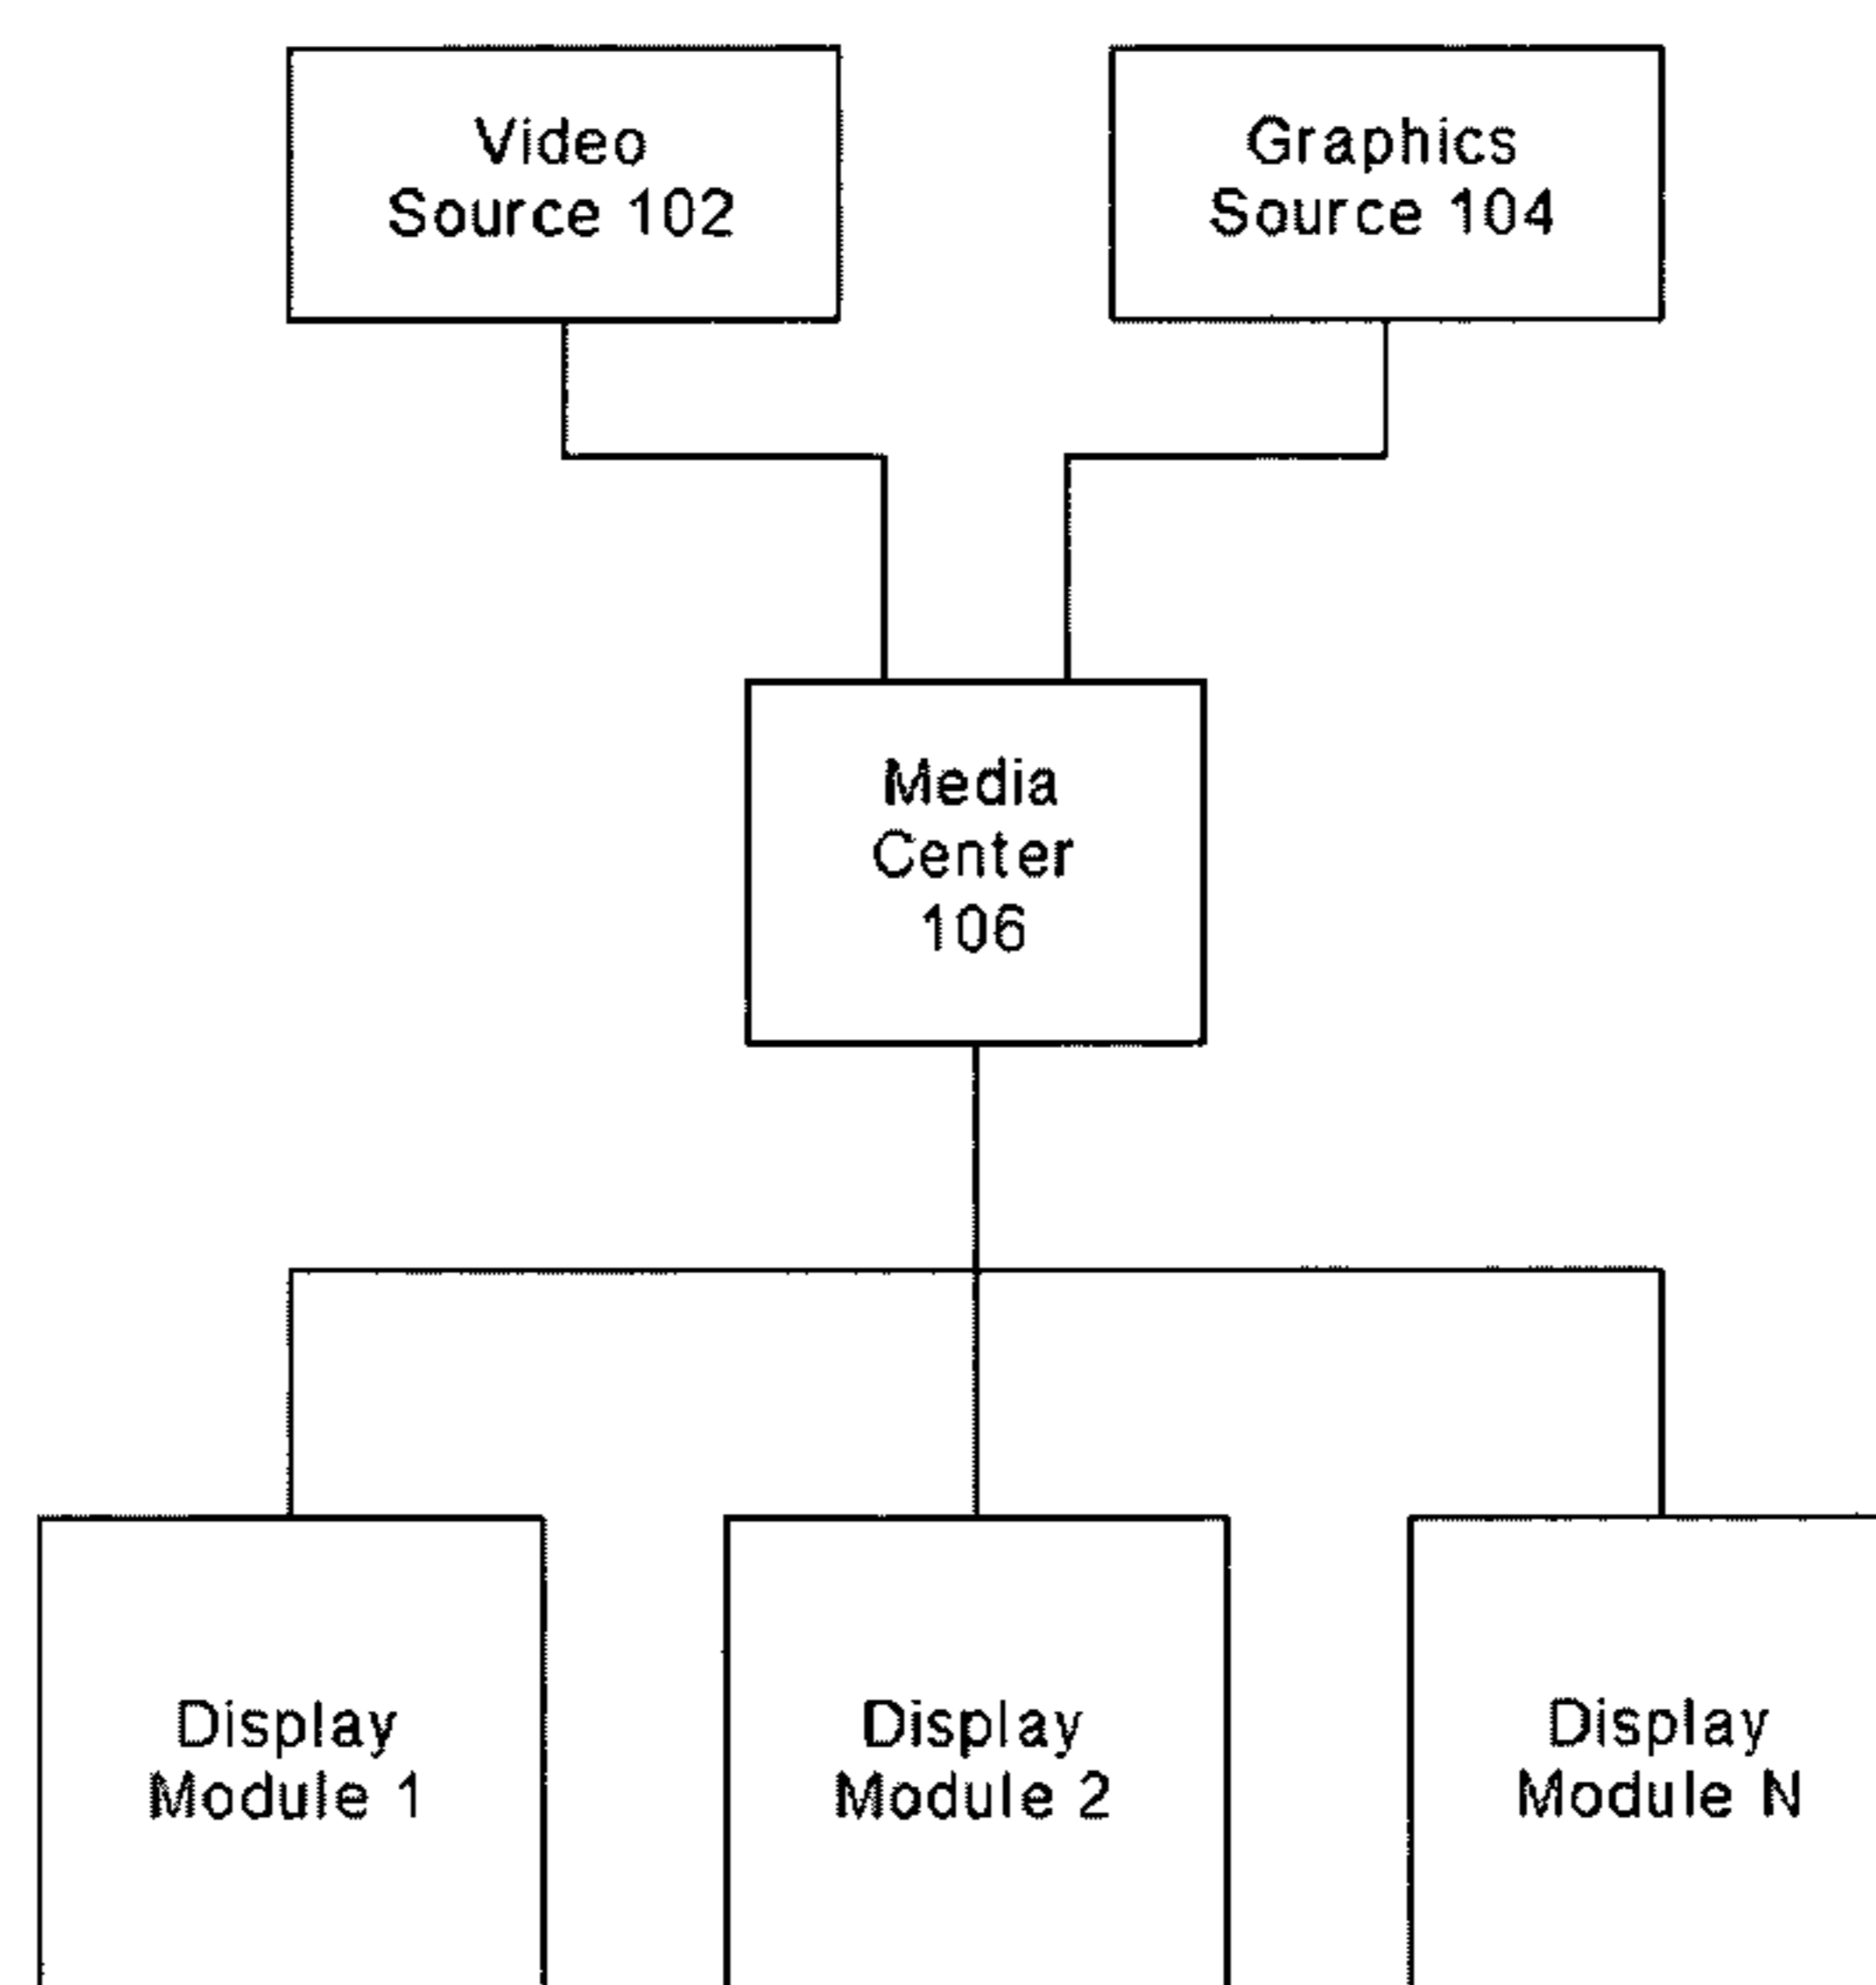 Video
Source 102
Graphics
Source 104
Media
Center
106
Display
Module 1
Display
Module 2
Display
Module N